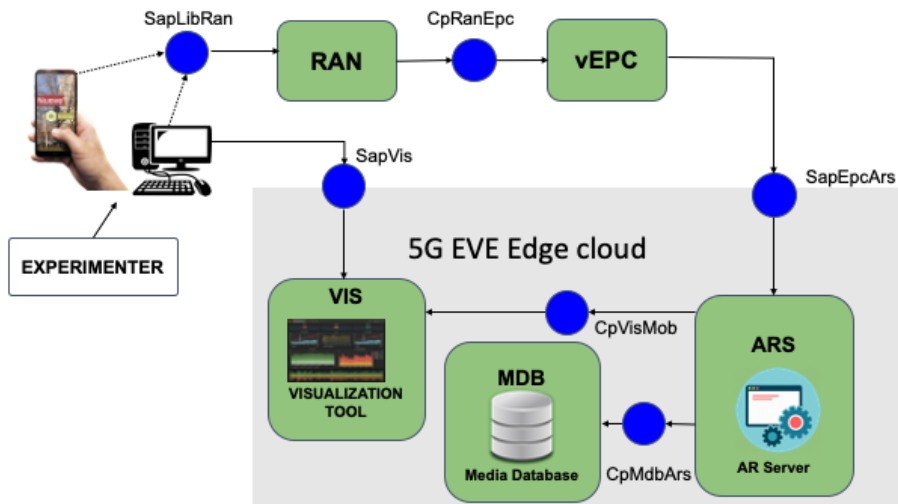 SapLibRan
CpRanEpc
RAN
vEPC
SapVis
SapEpcArs
EXPERIMENTER
5G EVE Edge cloud
VIS
VISUALIZATION
TOOL
CpVisMob
ARS
AR Server
MDB
Media Database
CpMdbArs